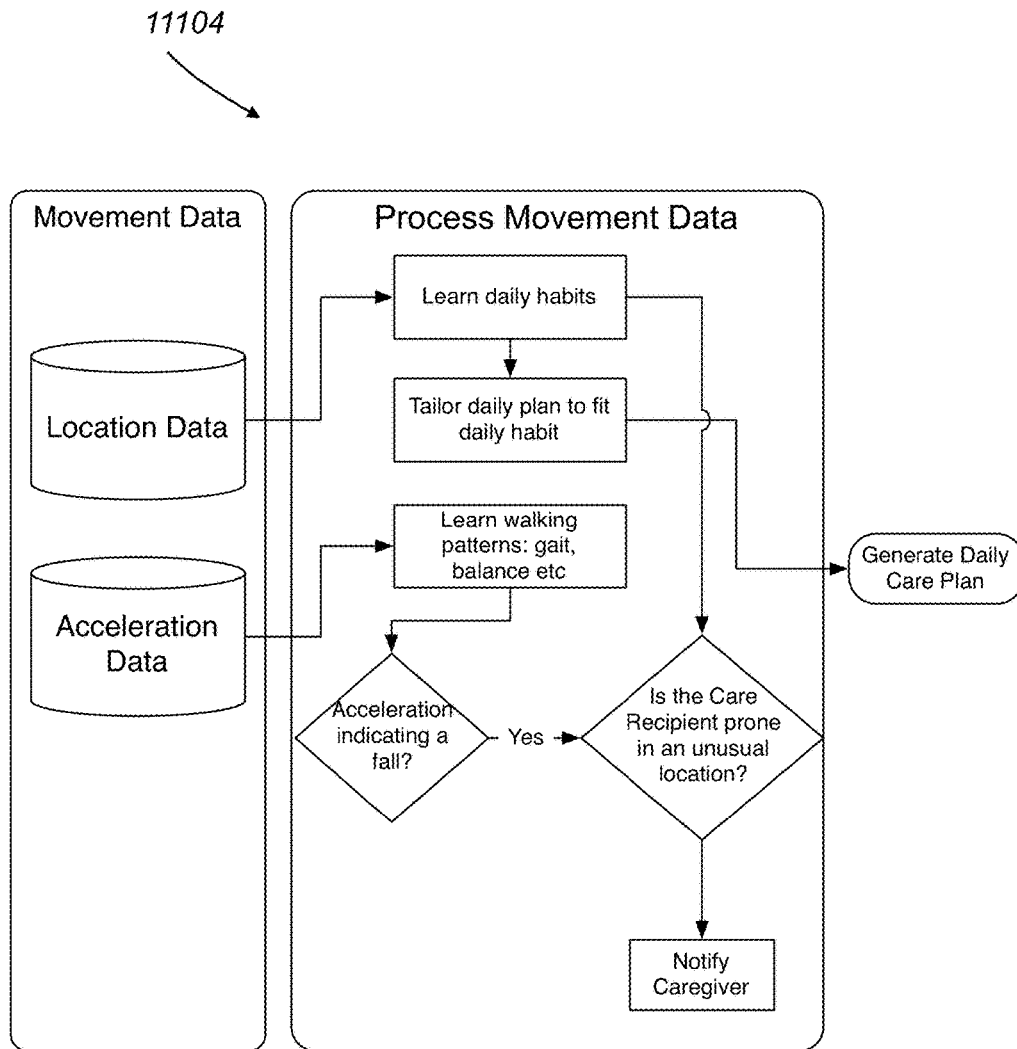 11104
Movement Data
Process Movement Data
Learn daily habits
Location Data
Tailor daily plan to fit
daily habit
Learn walking
patterns: gait,
balance etc
Generate Daily
Care Plan
Acceleration
Data
Acceleration
indicating a
fall?
Yes
Is the Care
Recipient prone
in an unusual
location?
Notify
Caregiver